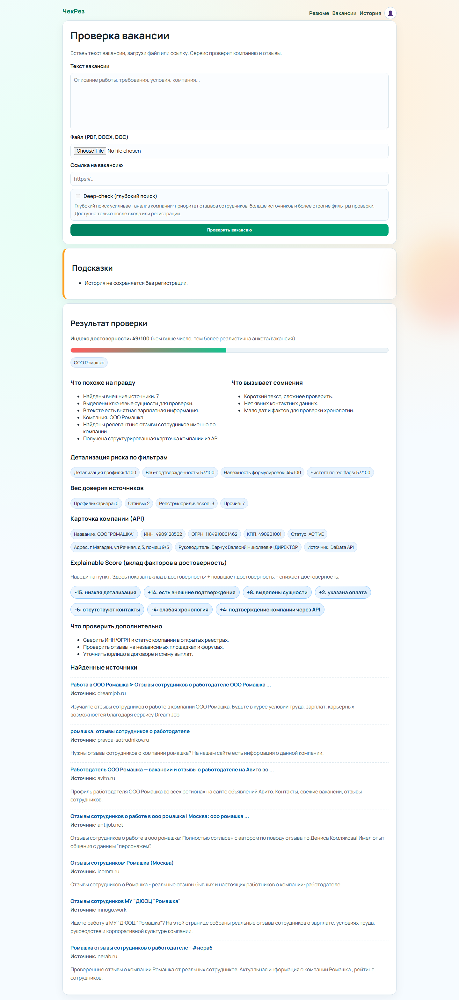 ЧекРез
Резюме Вакансии История
Проверка вакансии
Вставь текст вакансии, загрузи файл или ссылку. Сервис проверит компанию и отзывы.
Текст вакансии
Описание работы, требования, условия, компания...
Файл (PDF, DOCX, DOC)
Choose File No file chosen
Ссылка на вакансию
https://...
Deep-check (глубокий поиск)
Глубокий поиск усиливает анализ компании: приоритет отзывов сотрудников, больше источников и более строгие фильтры проверки.
Доступно только после входа или регистрации.
Проверить вакансию
Подсказки
История не сохраняется без регистрации.
Результат проверки
Индекс достоверности: 49/100 (чем выше число, тем более реалистична анкета/вакансия)
ООО Ромашка
Что похоже на правду
Найдены внешние источники: 7
Выделены ключевые сущности для проверки.
В тексте есть внятная зарплатная информация.
Компания: ООО Ромашка
Найдены релевантные отзывы сотрудников именно по
компании.
Получена структурированная карточка компании из API.
Что вызывает сомнения
Короткий текст, сложнее проверить.
Нет явных контактных данных.
Мало дат и фактов для проверки хронологии.
Детализация риска по фильтрам
Детализация профиля: 1/100 Веб-подтвержденность: 57/100 Надежность формулировок: 45/100 Чистота по red flags: 57/100
Вес доверия источников
Профили/карьера: 0 Отзывы: 2 Реестры/юридическое: 3 Прочие: 7
Карточка компании (API)
Название: ООО "РОМАШКА" ИНН: 4909128502 ОГРН: 1184910001462 КПП: 490901001 Статус: ACTIVE
Адрес: г Магадан, ул Речная, д 3, помещ 9/5 Руководитель: Барчук Валерий Николаевич ДИРЕКТОР Источник: DaData API
Explainable Score (вклад факторов в достоверность)
Наведи на пункт. Здесь показан вклад в достоверность: + повышает достоверность, - снижает достоверность.
-15: низкая детализация +14: есть внешние подтверждения +8: выделены сущности +2: указана оплата
-6: отсутствуют контакты -4: слабая хронология +4: подтверждение компании через API
Что проверить дополнительно
Сверить ИНН/ОГРН и статус компании в открытых реестрах.
Проверить отзывы на независимых площадках и форумах.
Уточнить юрлицо в договоре и схему выплат.
Найденные источники
Работа в ООО Ромашка ᐅ Отзывы сотрудников о работодателе ООО Ромашка ...
Источник: dreamjob.ru
Изучайте отзывы сотрудников о работе в компании ООО Ромашка. Будьте в курсе условий труда, зарплат, карьерных
возможностей благодаря сервису Dream Job
ромашка: отзывы сотрудников о работодателе
Источник: pravda-sotrudnikov.ru
Нужны отзывы сотрудников о компании ромашка? На нашем сайте есть информация о данной компании.
Работодатель ООО Ромашка — вакансии и отзывы о работодателе на Авито во ...
Источник: avito.ru
Профиль работодателя ООО Ромашка во всех регионах на сайте объявлений Авито. Контакты, свежие вакансии, отзывы
сотрудников.
Отзывы сотрудников о работе в ооо ромашка | Москва: ооо ромашка ...
Источник: antijob.net
Отзывы сотрудников о работе в ооо ромашка: Полностью согласен с автором по поводу отзыва по Дениса Комлякова! Имел опыт
общения с данным "персонажем".
Отзывы сотрудников: Ромашка (Москва)
Источник: icomm.ru
Отзывы сотрудников о Ромашка - реальные отзывы бывших и настоящих работников о компании-работодателе
Отзывы сотрудников МУ "ДЮОЦ "Ромашка"
Источник: mnogo.work
Ищете работу в МУ "ДЮОЦ "Ромашка"? На этой странице собраны реальные отзывы сотрудников о зарплате, условиях труда,
руководстве и корпоративной культуре компании.
Ромашка отзывы сотрудников о работодателе - #нераб
Источник: nerab.ru
Проверенные отзывы о компании Ромашка от реальных сотрудников. Актуальная информация о компании Ромашка , рейтинг
сотрудников.